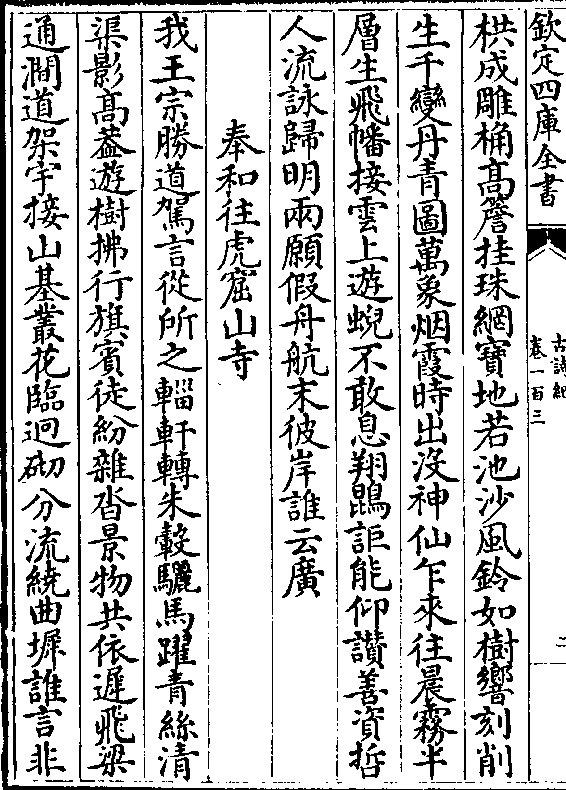 欽定四庫全書
古詩紀
卷一百三
二
栱成雕桷高簷挂珠網寶地若池沙風鈴如樹響刻削
生千變丹青圖萬象烟霞時出沒神仙乍來往晨霧半
層生飛幡接雲上遊蜺不敢息翔鵾詎能仰讃善資哲
人流詠歸明兩願假舟航末彼岸誰云廣
奉和往虎窟山寺
我王宗勝道駕言從所之輜軒轉朱轂驪馬躍青絲清
渠影高葢遊樹拂行旗賓徒紛雜沓景物共依遲飛梁
通澗道架宇接山基叢花臨迥砌分流繞曲墀誰言非